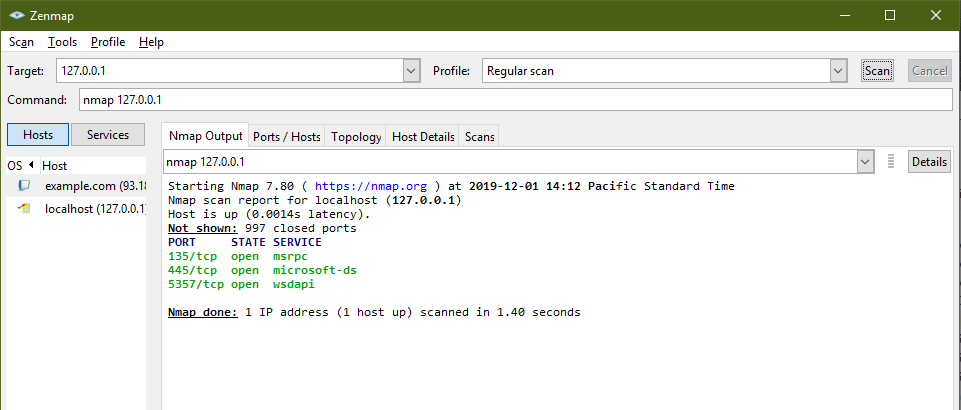 Zenmap
Scan Tools Profile Help
Target: 127.0.0.1 Profile: Regular scan Scan Cancel
Command: nmap 127.0.0.1
Hosts Services
OS Host
example.com (93.18
localhost (127.0.0.1)
Nmap Output Ports / Hosts Topology Host Details Scans
nmap 127.0.0.1 Details
Starting Nmap 7.80 ( https://nmap.org ) at 2019-12-01 14:12 Pacific Standard Time
Nmap scan report for localhost (127.0.0.1)
Host is up (0.0014s latency).
Not shown: 997 closed ports
PORT STATE SERVICE
135/tcp open msrpc
445/tcp open microsoft-ds
5357/tcp open wsdapi
Nmap done: 1 IP address (1 host up) scanned in 1.40 seconds